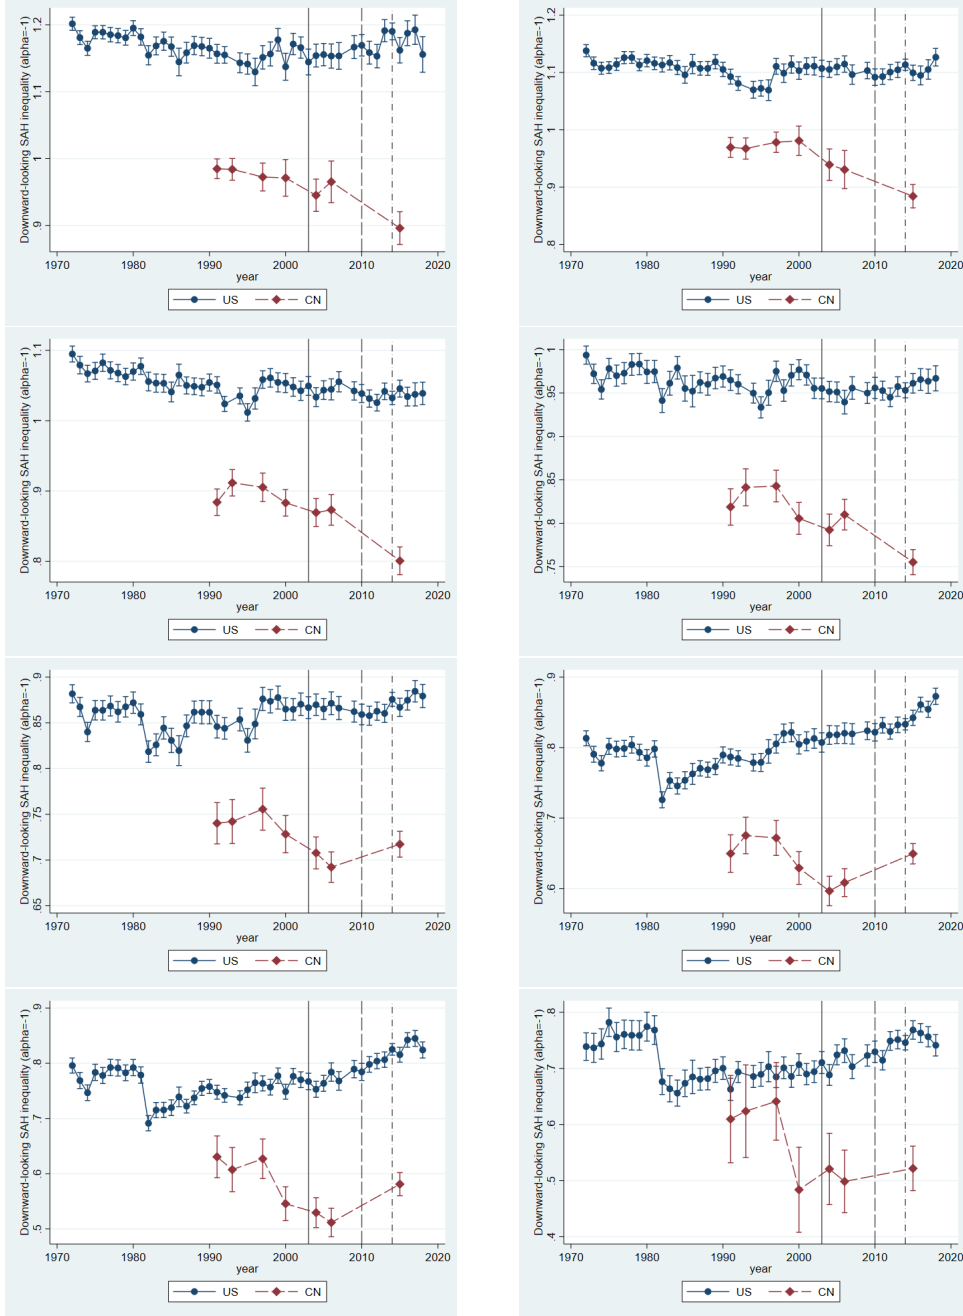 Downward-looking SAH inequality (alpha=-1)
1.2
1.1
1
.9
1970 1980 1990 2000 2010 2020
year
US CN
Downward-looking SAH inequality (alpha=-1)
1.2
1.1
1
.9
.8
1970 1980 1990 2000 2010 2020
year
US CN
Downward-looking SAH inequality (alpha=-1)
1.1
1
.9
.8
1970 1980 1990 2000 2010 2020
year
US CN
Downward-looking SAH inequality (alpha=-1)
1
.95
.9
.85
.8
.75
1970 1980 1990 2000 2010 2020
year
US CN
Downward-looking SAH inequality (alpha=-1)
.9
.85
.8
.75
.7
.65
1970 1980 1990 2000 2010 2020
year
US CN
Downward-looking SAH inequality (alpha=-1)
.9
.8
.7
.6
1970 1980 1990 2000 2010 2020
year
US CN
Downward-looking SAH inequality (alpha=-1)
.9
.8
.7
.6
.5
1970 1980 1990 2000 2010 2020
year
US CN
Downward-looking SAH inequality (alpha=-1)
.8
.7
.6
.5
.4
1970 1980 1990 2000 2010 2020
year
US CN